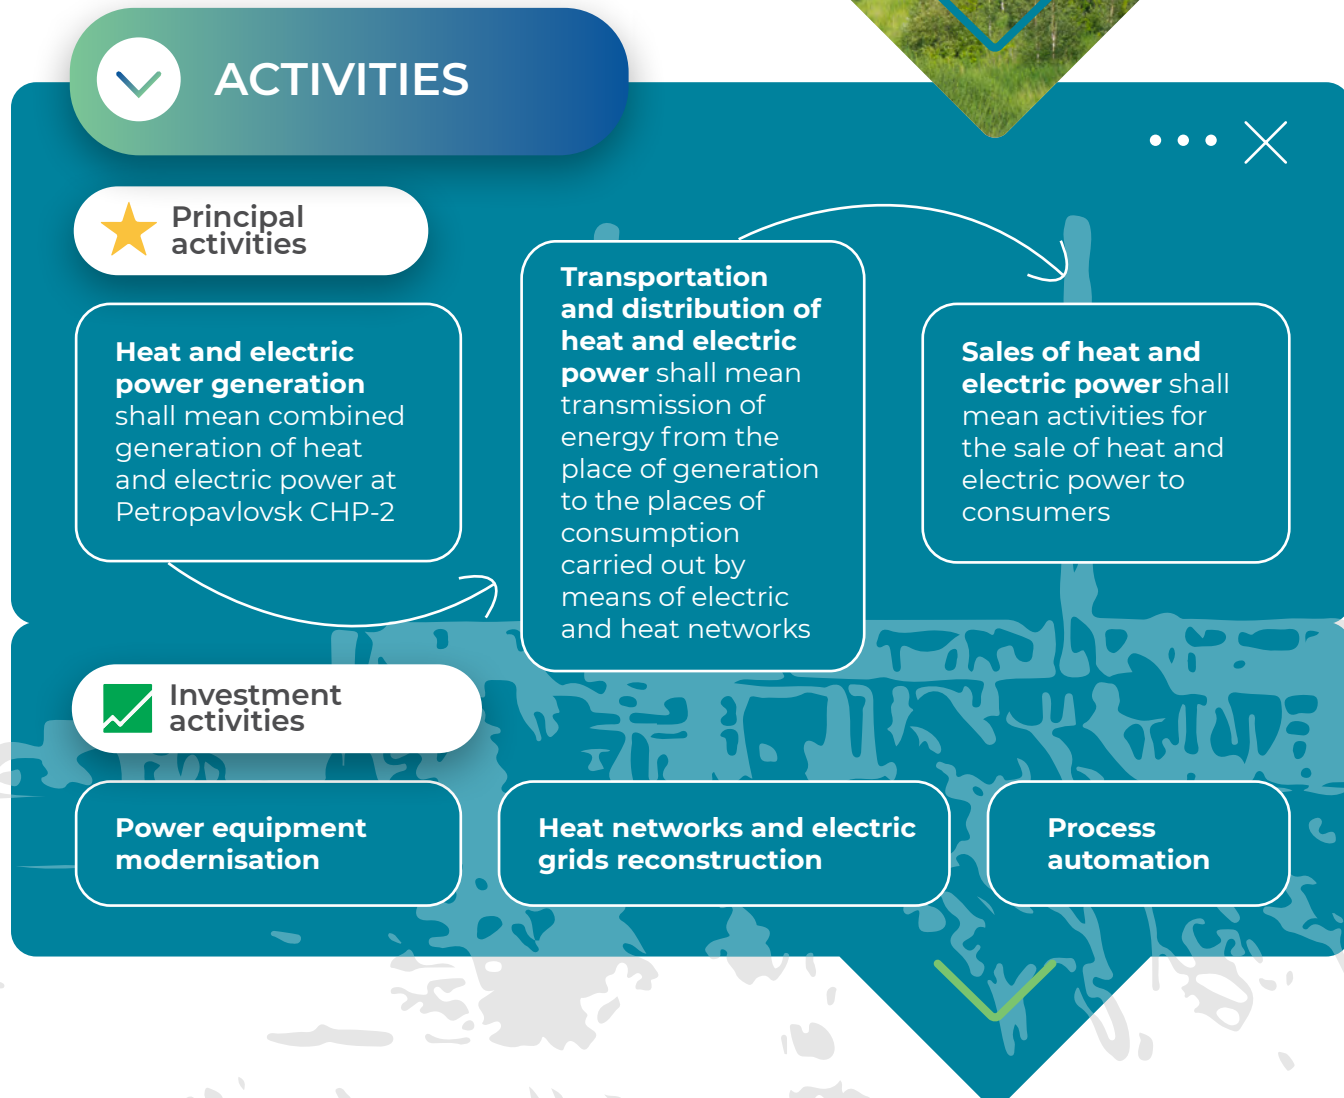 ACTIVITIES
Principal
activities
Heat and electric
power generation
shall mean combined
generation of heat
and electric power at
Petropavlovsk CHP-2
Transportation
and distribution of
heat and electric
power shall mean
transmission of
energy from the
place of generation
to the places of
consumption
carried out by
means of electric
and heat networks
Sales of heat and
electric power shall
mean activities for
the sale of heat and
electric power to
consumers
Investment
activities
Power equipment
modernisation
Heat networks and electric
grids reconstruction
Process
automation